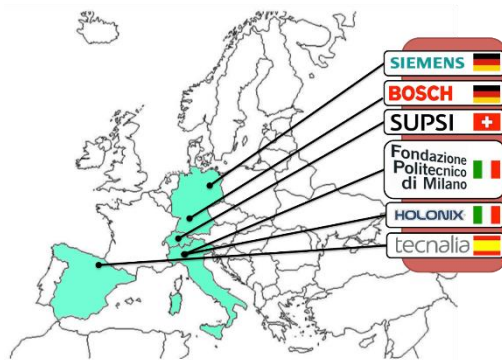 SIEMENS
BOSCH
SUPSI
Fondazione
Politecnico
di Milano
HOLONIX
tecnalia